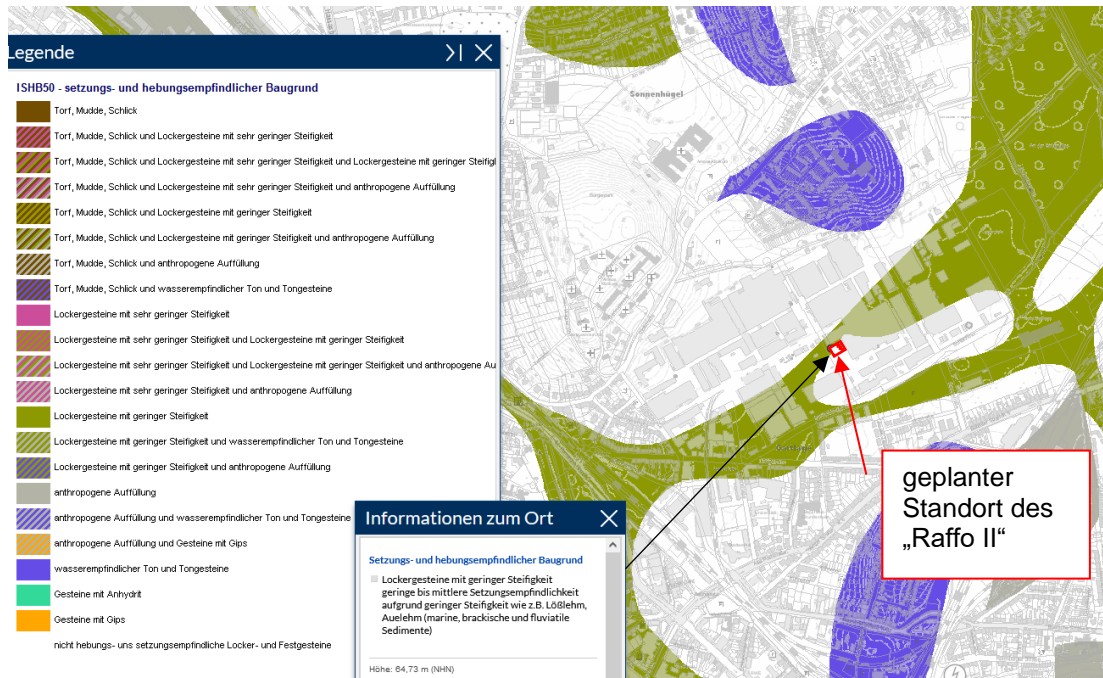 Legende
ISHB50 - setzungs- und hebungsempfindlicher Baugrund
Torf, Mudde, Schlick
Torf, Mudde, Schlick und Lockergesteine mit sehr geringer Steifigkeit
Torf, Mudde, Schlick und Lockergesteine mit sehr geringer Steifigkeit und Lockergesteine mit geringer Steifigl
Torf, Mudde, Schlick und Lockergesteine mit sehr geringer Steifigkeit und anthropogene Auffüllung
Torf, Mudde, Schlick und Lockergesteine mit geringer Steifigkeit
Torf, Mudde, Schlick und Lockergesteine mit geringer Steifigkeit und anthropogene Auffüllung
Torf, Mudde, Schlick und anthropogene Auffüllung
Torf, Mudde, Schlick und wasserempfindlicher Ton und Tongesteine
Lockergesteine mit sehr geringer Steifigkeit
Lockergesteine mit sehr geringer Steifigkeit und Lockergesteine mit geringer Steifigkeit
Lockergesteine mit sehr geringer Steifigkeit und Lockergesteine mit geringer Steifigkeit und anthropogene Au
Lockergesteine mit sehr geringer Steifigkeit und anthropogene Auffüllung
Lockergesteine mit geringer Steifigkeit
Lockergesteine mit geringer Steifigkeit und wasserempfindlicher Ton und Tongesteine
Lockergesteine mit geringer Steifigkeit und anthropogene Auffüllung
anthropogene Auffüllung
anthropogene Auffüllung und wasserempfindlicher Ton und Tongesteine
anthropogene Auffüllung und Gesteine mit Gips
wasserempfindlicher Ton und Tongesteine
Gesteine mit Anhydrit
Gesteine mit Gips
nicht hebungs- uns setzungsempfindliche Locker- und Festgesteine
Informationen zum Ort
Setzungs- und hebungsempfindlicher Baugrund
Lockergesteine mit geringer Steifigkeit
geringe bis mittlere Setzungsempfindlichkeit
aufgrund geringer Steifigkeit wie z.B. Lößlehm,
Auelehm (marine, brackische und fluviatile
Sedimente)
Höhe: 64,73 m (NHN)
Sonnenhügel
geplanter
Standort des
„Raffo II“